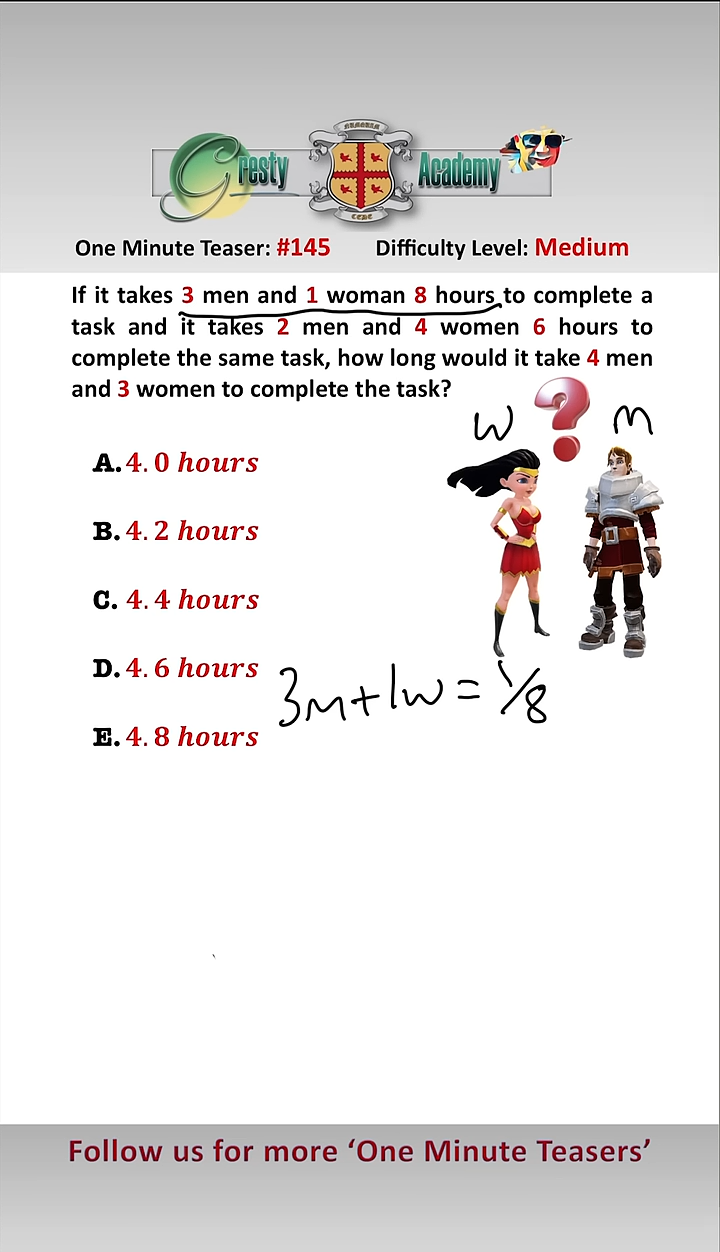 NUMQUAM
Gresty Academy
CEDE
One Minute Teaser: #145 Difficulty Level: Medium
If it takes 3 men and 1 woman 8 hours to complete a
task and it takes 2 men and 4 women 6 hours to
complete the same task, how long would it take 4 men
and 3 women to complete the task?
?
W M
A. 4.0 hours
B. 4.2 hours
C. 4.4 hours
D. 4.6 hours
3m+1w=1/8
E. 4.8 hours
Follow us for more ‘One Minute Teasers’